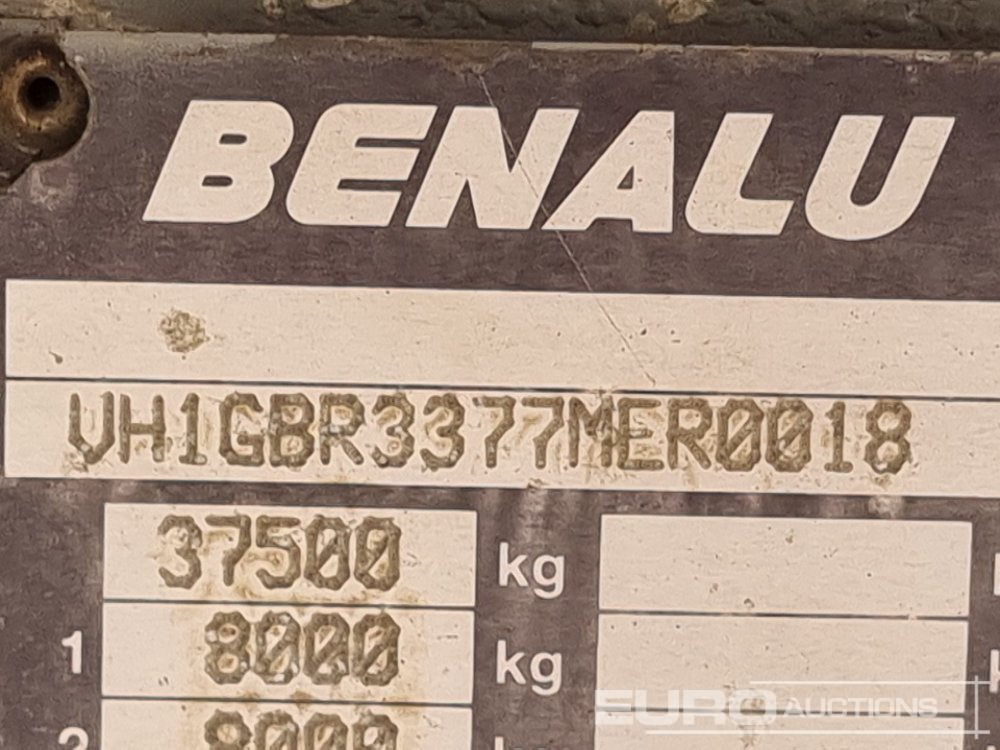 BENALU
VH1GBR3377MER0018
37500 kg
1 8000 kg
EURO AUCTIONS